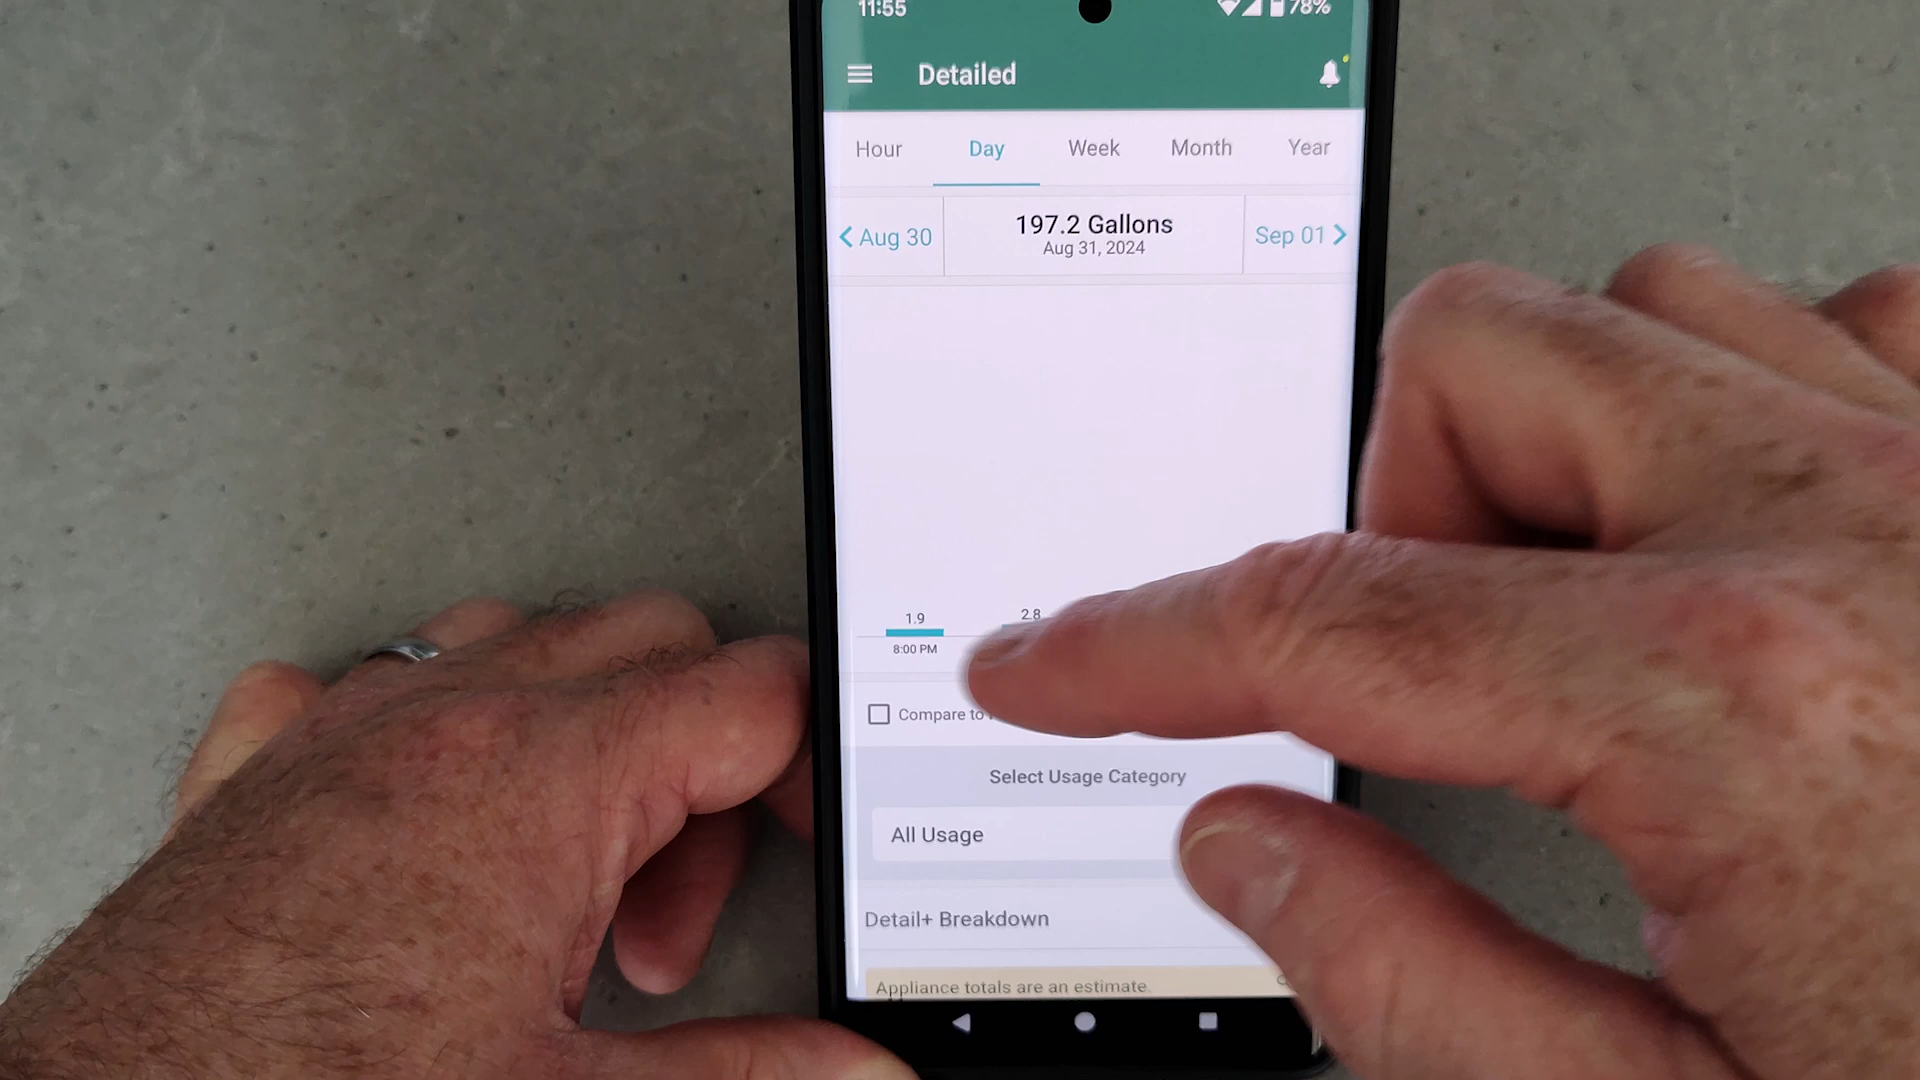 11:55
78%
Detailed
Hour Day Week Month Year
Aug 30
197.2 Gallons
Aug 31, 2024
Sep 01
1.9
2.8
8:00 PM
Compare to
Select Usage Category
All Usage
Detail+ Breakdown
Appliance totals are an estimate.